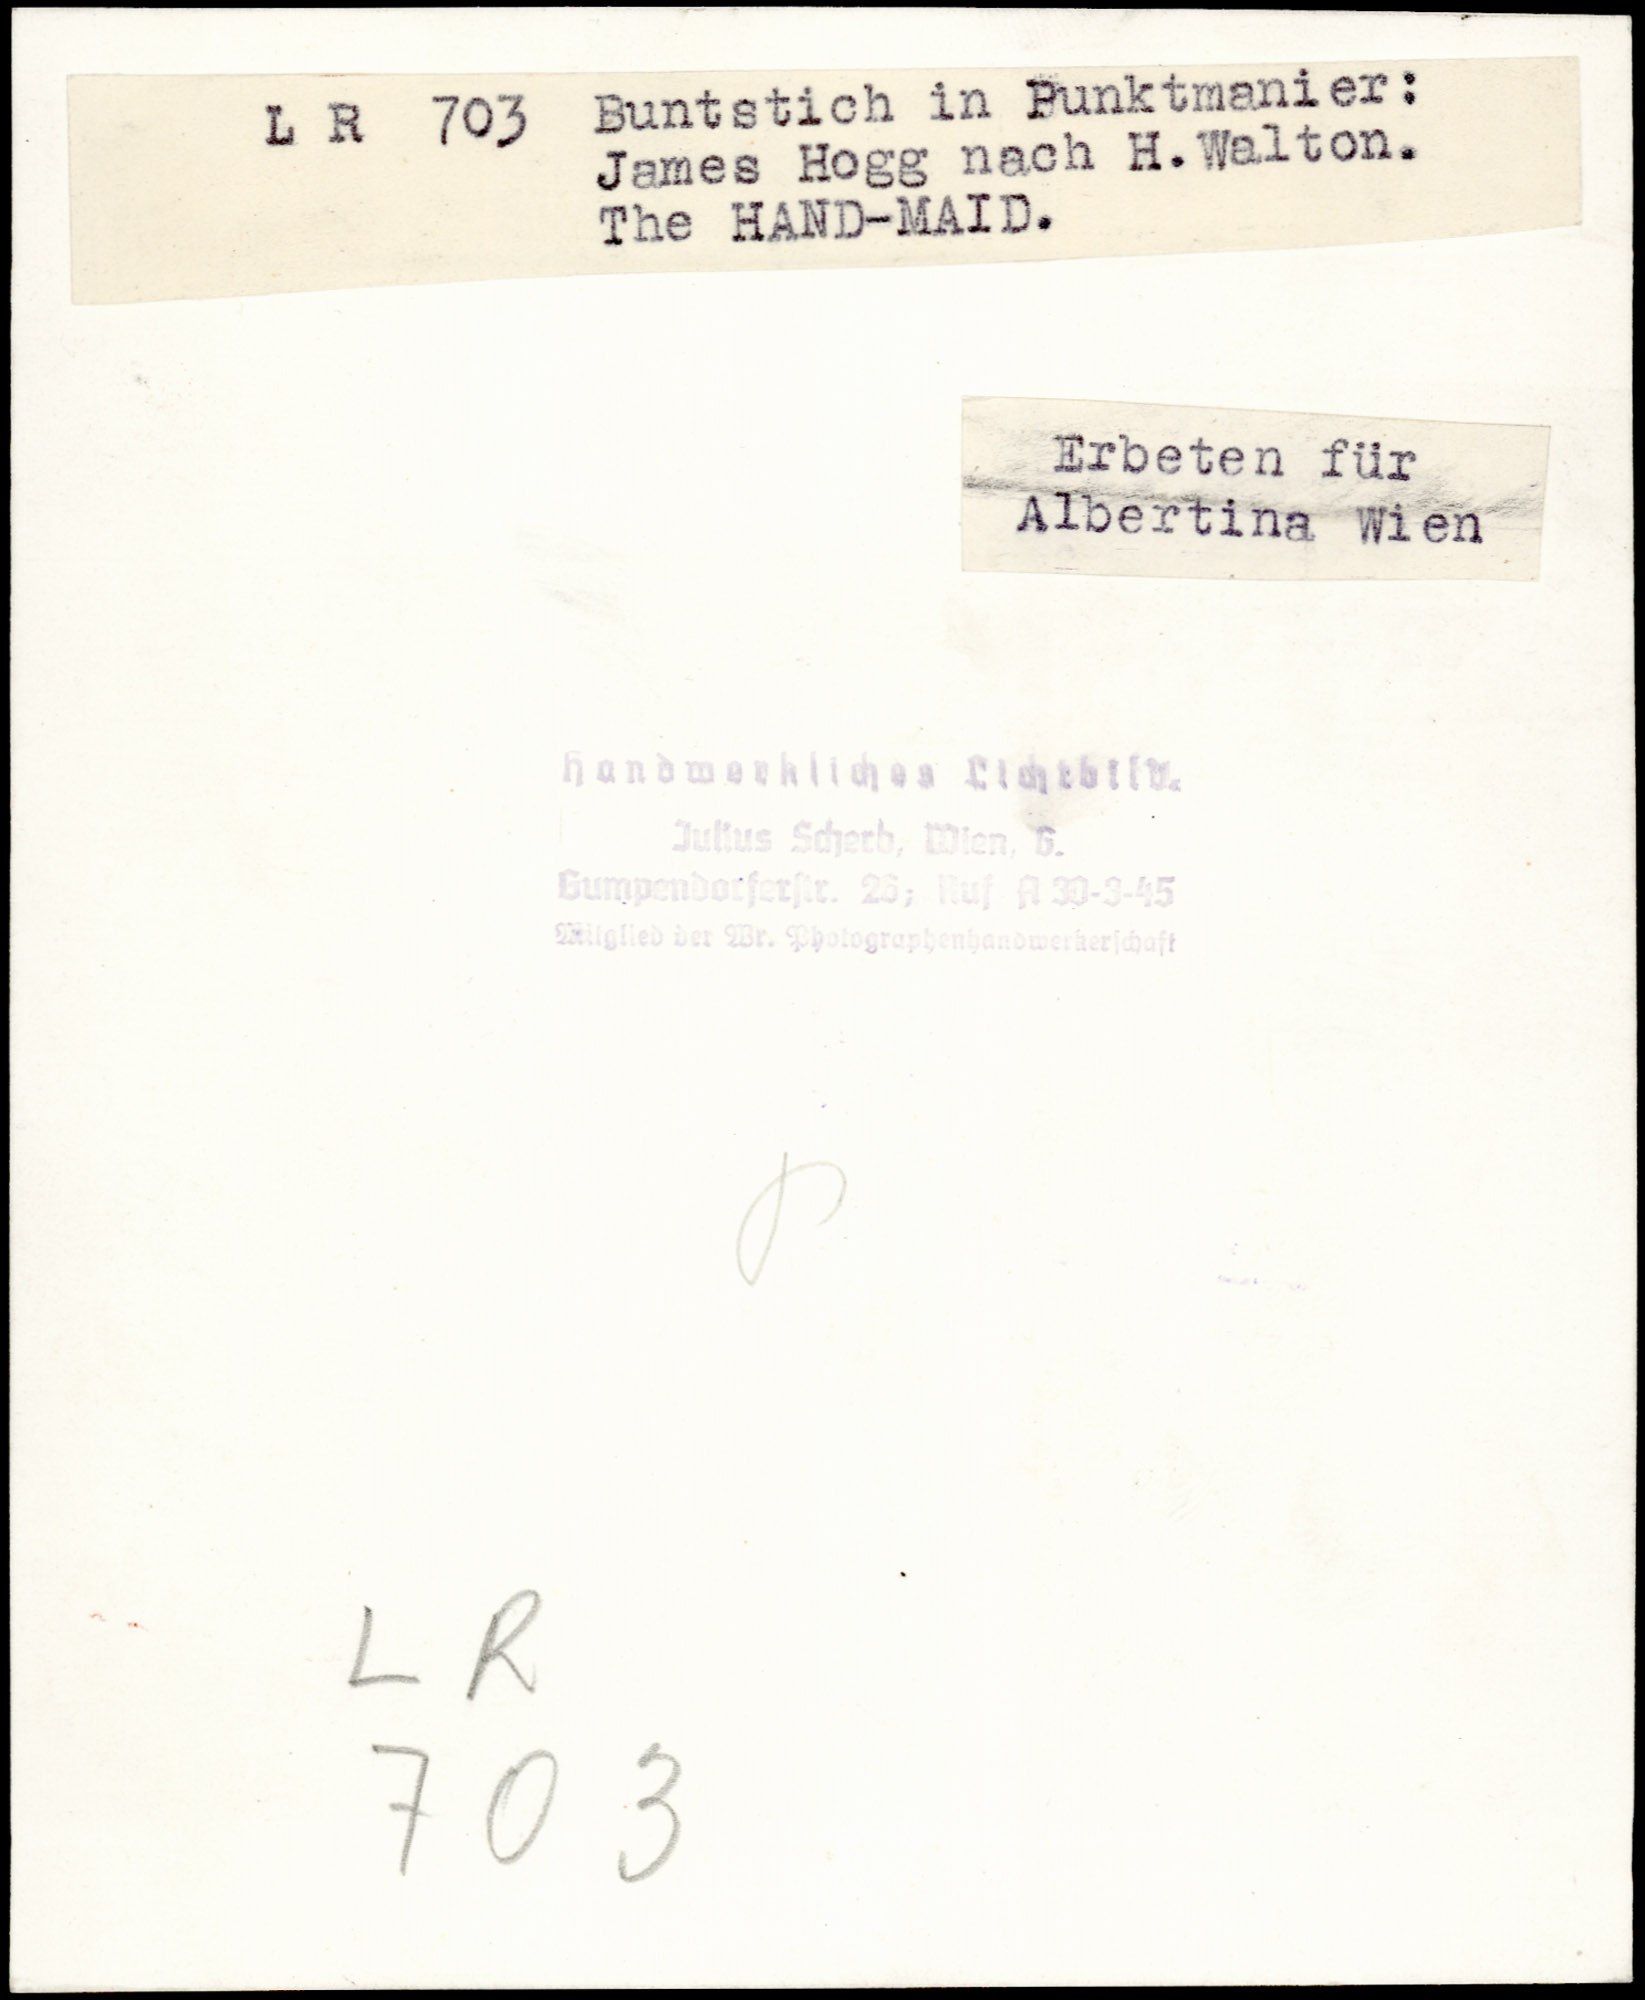 L R 703 Buntstich in Punktmanier:
James Hogg nach H. Walton.
The HAND-MAID.
Erbeten für
Albertina Wien
Handwerkliches Lichtbild.
Julius Scherb, Wien, 6.
Gumpendorferstr. 26; Ruf A 30-3-45
Mitglied der Wr. Photographenhandwerkerschaft
L R
703